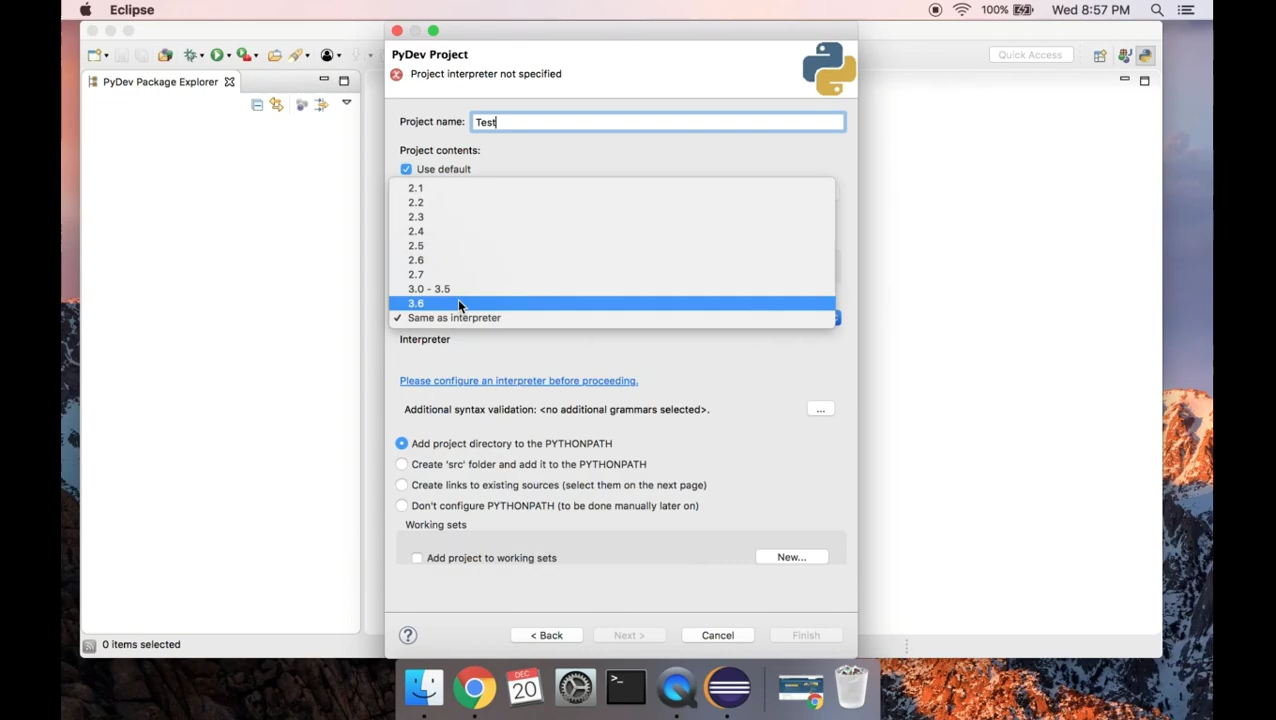 Eclipse
100%
Wed 8:57 PM
PyDev Project
Project interpreter not specified
Quick Access
PyDev Package Explorer
Project name:
Test
Project contents:
Use default
2.1
2.2
2.3
2.4
2.5
2.6
2.7
3.0 - 3.5
3.6
✓ Same as interpreter
Interpreter
Please configure an interpreter before proceeding.
Additional syntax validation: <no additional grammars selected>.
...
Add project directory to the PYTHONPATH
Create 'src' folder and add it to the PYTHONPATH
Create links to existing sources (select them on the next page)
Don't configure PYTHONPATH (to be done manually later on)
Working sets
Add project to working sets
New...
0 items selected
?
< Back
Next >
Cancel
Finish
DEC
20
>_